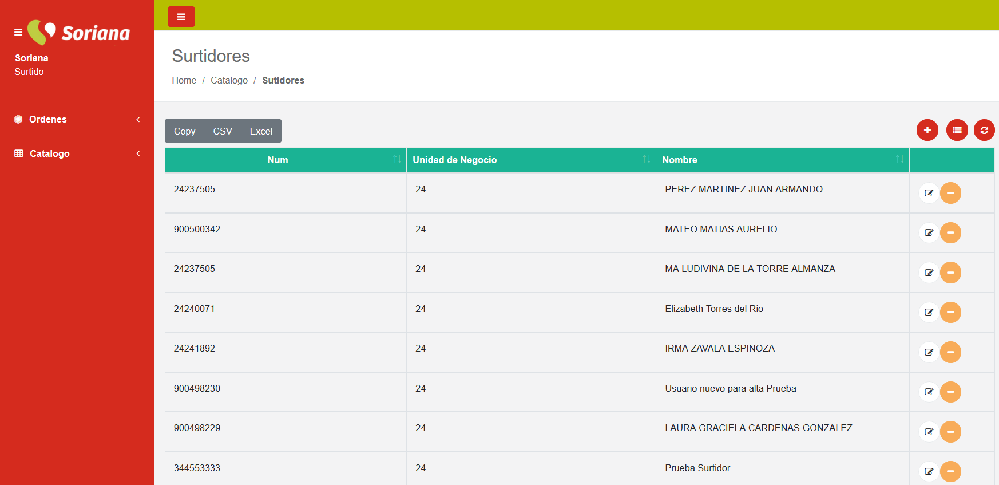 Soriana
Soriana
Surtido
Ordenes
Catalogo
Surtidores
Home / Catalogo / Sutidores
Copy CSV Excel
Num Unidad de Negocio Nombre
24237505 24 PEREZ MARTINEZ JUAN ARMANDO
900500342 24 MATEO MATIAS AURELIO
24237505 24 MA LUDIVINA DE LA TORRE ALMANZA
24240071 24 Elizabeth Torres del Rio
24241892 24 IRMA ZAVALA ESPINOZA
900498230 24 Usuario nuevo para alta Prueba
900498229 24 LAURA GRACIELA CARDENAS GONZALEZ
344553333 24 Prueba Surtidor